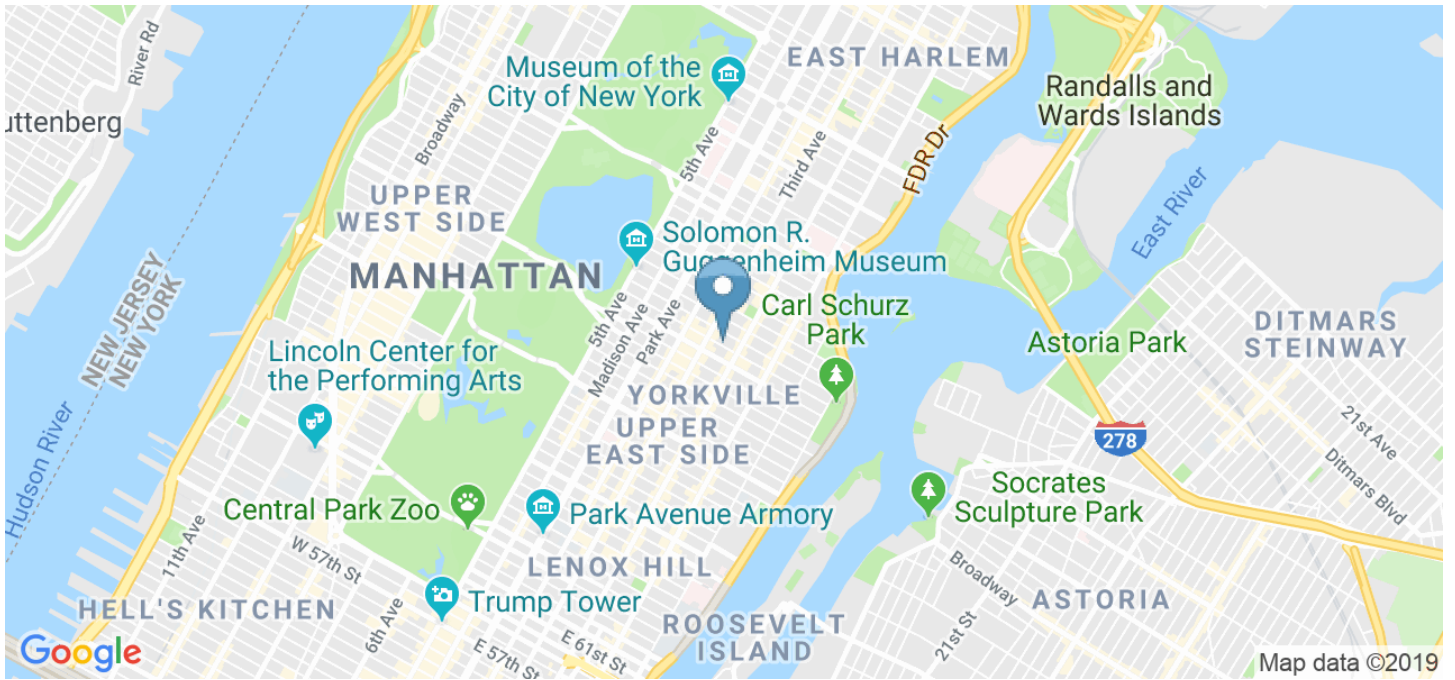 River Rd
Museum of the
City of New York
EAST HARLEM
Randalls and
Wards Islands
uttenberg
Broadway
5th Ave
Third Ave
FDR Dr
UPPER
WEST SIDE
East River
Solomon R.
Guggenheim Museum
MANHATTAN
NEW JERSEY
NEW YORK
5th Ave
Madison Ave
Park Ave
Carl Schurz
Park
Astoria Park
DITMARS
STEINWAY
Lincoln Center for
the Performing Arts
YORKVILLE
UPPER
EAST SIDE
278
21st Ave
Ditmars Blvd
Hudson River
Central Park Zoo
Park Avenue Armory
Socrates
Sculpture Park
11th Ave
W 57th St
LENOX HILL
Broadway
HELL'S KITCHEN
6th Ave
Trump Tower
ROOSEVELT
ISLAND
ASTORIA
21st St
E 57th St
E 61st St
Google
Map data ©2019